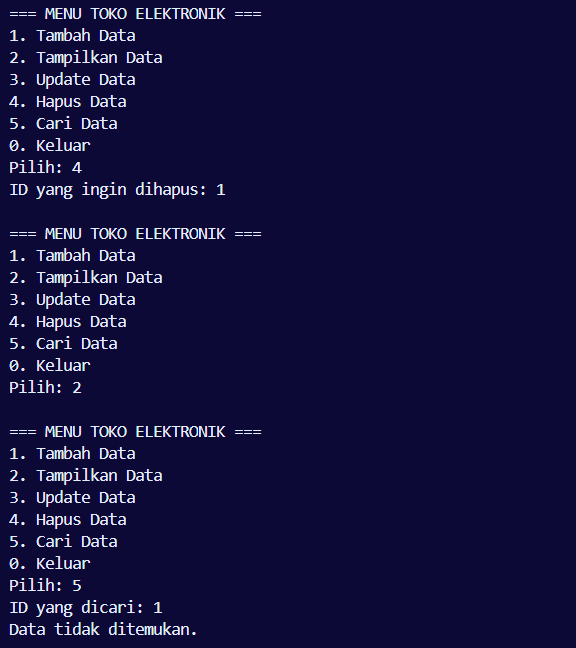 === MENU TOKO ELEKTRONIK ===
1. Tambah Data
2. Tampilkan Data
3. Update Data
4. Hapus Data
5. Cari Data
0. Keluar
Pilih: 4
ID yang ingin dihapus: 1

=== MENU TOKO ELEKTRONIK ===
1. Tambah Data
2. Tampilkan Data
3. Update Data
4. Hapus Data
5. Cari Data
0. Keluar
Pilih: 2

=== MENU TOKO ELEKTRONIK ===
1. Tambah Data
2. Tampilkan Data
3. Update Data
4. Hapus Data
5. Cari Data
0. Keluar
Pilih: 5
ID yang dicari: 1
Data tidak ditemukan.